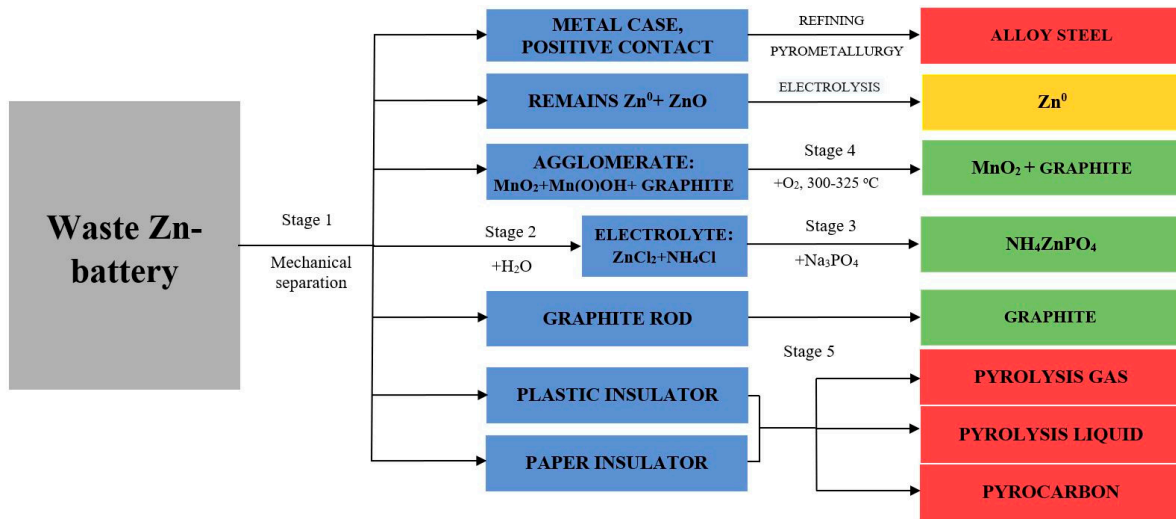 METAL CASE,
POSITIVE CONTACT
REFINING
PYROMETALLURGY
ALLOY STEEL
REMAINS Zn⁰+ ZnO
ELECTROLYSIS
Zn⁰
AGGLOMERATE:
MnO₂+Mn(O)OH+ GRAPHITE
Stage 4
+O₂, 300-325 ᵒC
MnO₂ + GRAPHITE
Waste Zn-
battery
Stage 1
Mechanical
separation
Stage 2
+H₂O
ELECTROLYTE:
ZnCl₂+NH₄Cl
Stage 3
+Na₃PO₄
NH₄ZnPO₄
GRAPHITE ROD
GRAPHITE
Stage 5
PLASTIC INSULATOR
PAPER INSULATOR
PYROLYSIS GAS
PYROLYSIS LIQUID
PYROCARBON